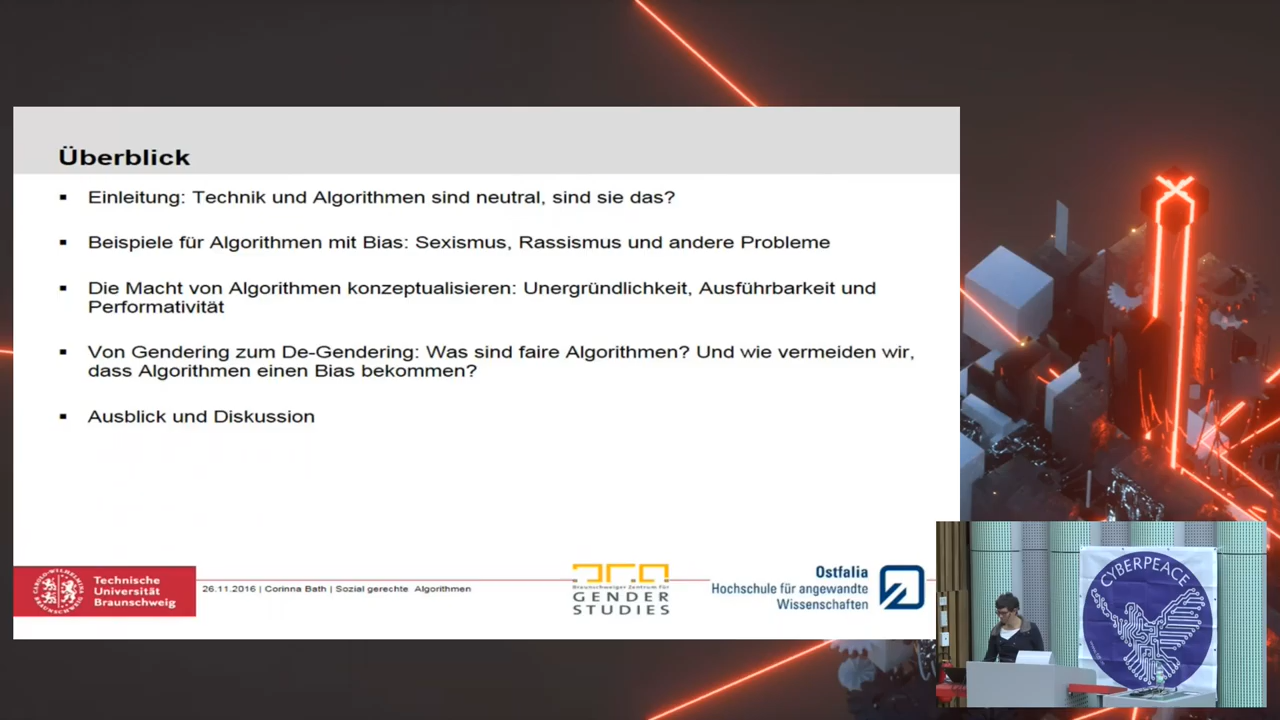 Überblick
▪ Einleitung: Technik und Algorithmen sind neutral, sind sie das?
▪ Beispiele für Algorithmen mit Bias: Sexismus, Rassismus und andere Probleme
▪ Die Macht von Algorithmen konzeptualisieren: Unergründlichkeit, Ausführbarkeit und
Performativität
▪ Von Gendering zum De-Gendering: Was sind faire Algorithmen? Und wie vermeiden wir,
dass Algorithmen einen Bias bekommen?
▪ Ausblick und Diskussion
Technische
Universität
Braunschweig
26.11.2016 | Corinna Bath | Sozial gerechte Algorithmen
Braunschweiger Zentrum für
GENDER
STUDIES
Ostfalia
Hochschule für angewandte
Wissenschaften
CYBERPEACE